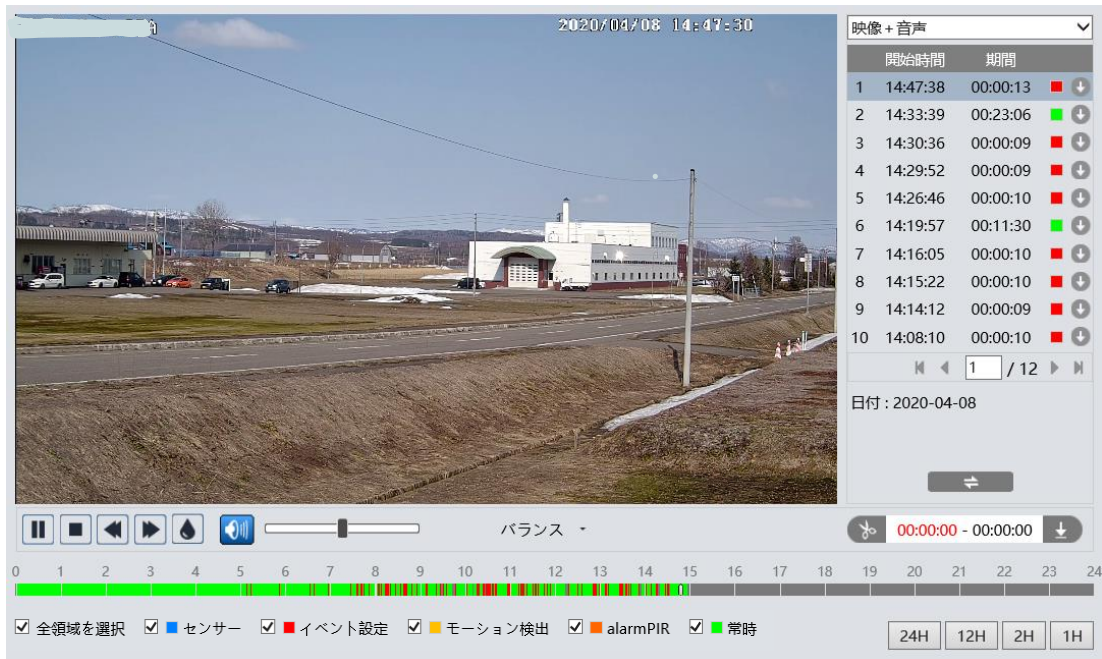 2020/04/08 14:47:30
映像+音声
開始時間 期間
1 14:47:38 00:00:13
2 14:33:39 00:23:06
3 14:30:36 00:00:09
4 14:29:52 00:00:09
5 14:26:46 00:00:10
6 14:19:57 00:11:30
7 14:16:05 00:00:10
8 14:15:22 00:00:10
9 14:14:12 00:00:09
10 14:08:10 00:00:10
1 / 12
日付 : 2020-04-08
バランス
00:00:00 - 00:00:00
0 1 2 3 4 5 6 7 8 9 10 11 12 13 14 15 16 17 18 19 20 21 22 23 24
全領域を選択 センサー イベント設定 モーション検出 alarmPIR 常時
24H 12H 2H 1H